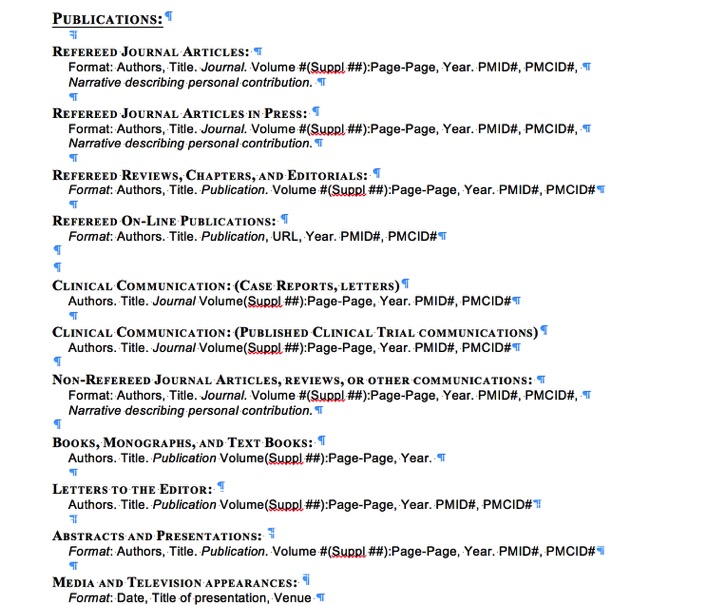 PUBLICATIONS:
REFEREED JOURNAL ARTICLES:
Format: Authors, Title. Journal. Volume #(Suppl ##):Page-Page, Year. PMID#, PMCID#,
Narrative describing personal contribution.
REFEREED JOURNAL ARTICLES IN PRESS:
Format: Authors, Title. Journal. Volume #(Suppl ##):Page-Page, Year. PMID#, PMCID#,
Narrative describing personal contribution.
REFEREED REVIEWS, CHAPTERS, AND EDITORIALS:
Format: Authors, Title. Publication. Volume #(Suppl ##):Page-Page, Year. PMID#, PMCID#
REFEREED ON-LINE PUBLICATIONS:
Format: Authors. Title. Publication, URL, Year. PMID#, PMCID#
CLINICAL COMMUNICATION: (CASE REPORTS, LETTERS)
Authors. Title. Journal Volume(Suppl ##):Page-Page, Year. PMID#, PMCID#
CLINICAL COMMUNICATION: (PUBLISHED CLINICAL TRIAL COMMUNICATIONS)
Authors. Title. Journal Volume(Suppl ##):Page-Page, Year. PMID#, PMCID#
NON-REFEREED JOURNAL ARTICLES, REVIEWS, OR OTHER COMMUNICATIONS:
Format: Authors, Title. Journal. Volume #(Suppl ##):Page-Page, Year. PMID#, PMCID#,
Narrative describing personal contribution.
BOOKS, MONOGRAPHS, AND TEXT BOOKS:
Authors. Title. Publication Volume(Suppl ##):Page-Page, Year.
LETTERS TO THE EDITOR:
Authors. Title. Publication Volume(Suppl ##):Page-Page, Year. PMID#, PMCID#
ABSTRACTS AND PRESENTATIONS:
Format: Authors, Title. Publication. Volume #(Suppl ##):Page-Page, Year. PMID#, PMCID#
MEDIA AND TELEVISION APPEARANCES:
Format: Date, Title of presentation, Venue